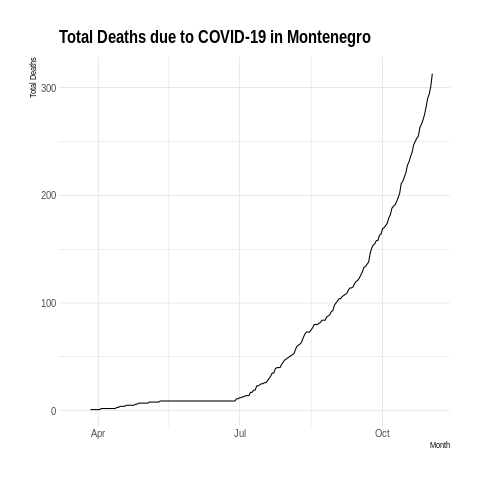 Total Deaths due to COVID-19 in Montenegro
Total Deaths
300
200
100
0
Apr
Jul
Oct
Month